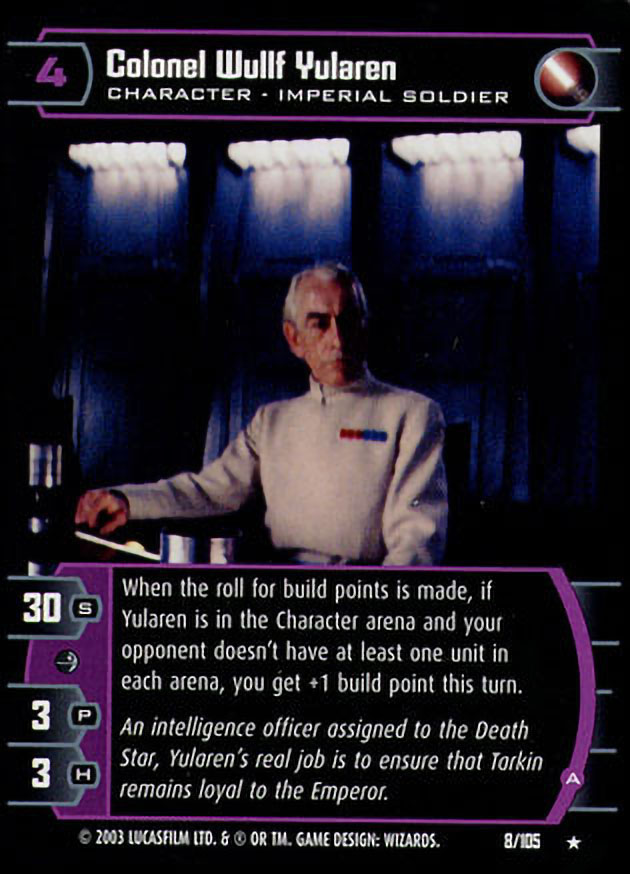 4
Colonel Wullf Yularen
CHARACTER - IMPERIAL SOLDIER
30 S
3 P
3 H
When the roll for build points is made, if
Yularen is in the Character arena and your
opponent doesn't have at least one unit in
each arena, you get +1 build point this turn.
An intelligence officer assigned to the Death
Star, Yularen's real job is to ensure that Tarkin
remains loyal to the Emperor.
A
© 2003 LUCASFILM LTD. & ® OR TM. GAME DESIGN: WIZARDS.
8/105 ★